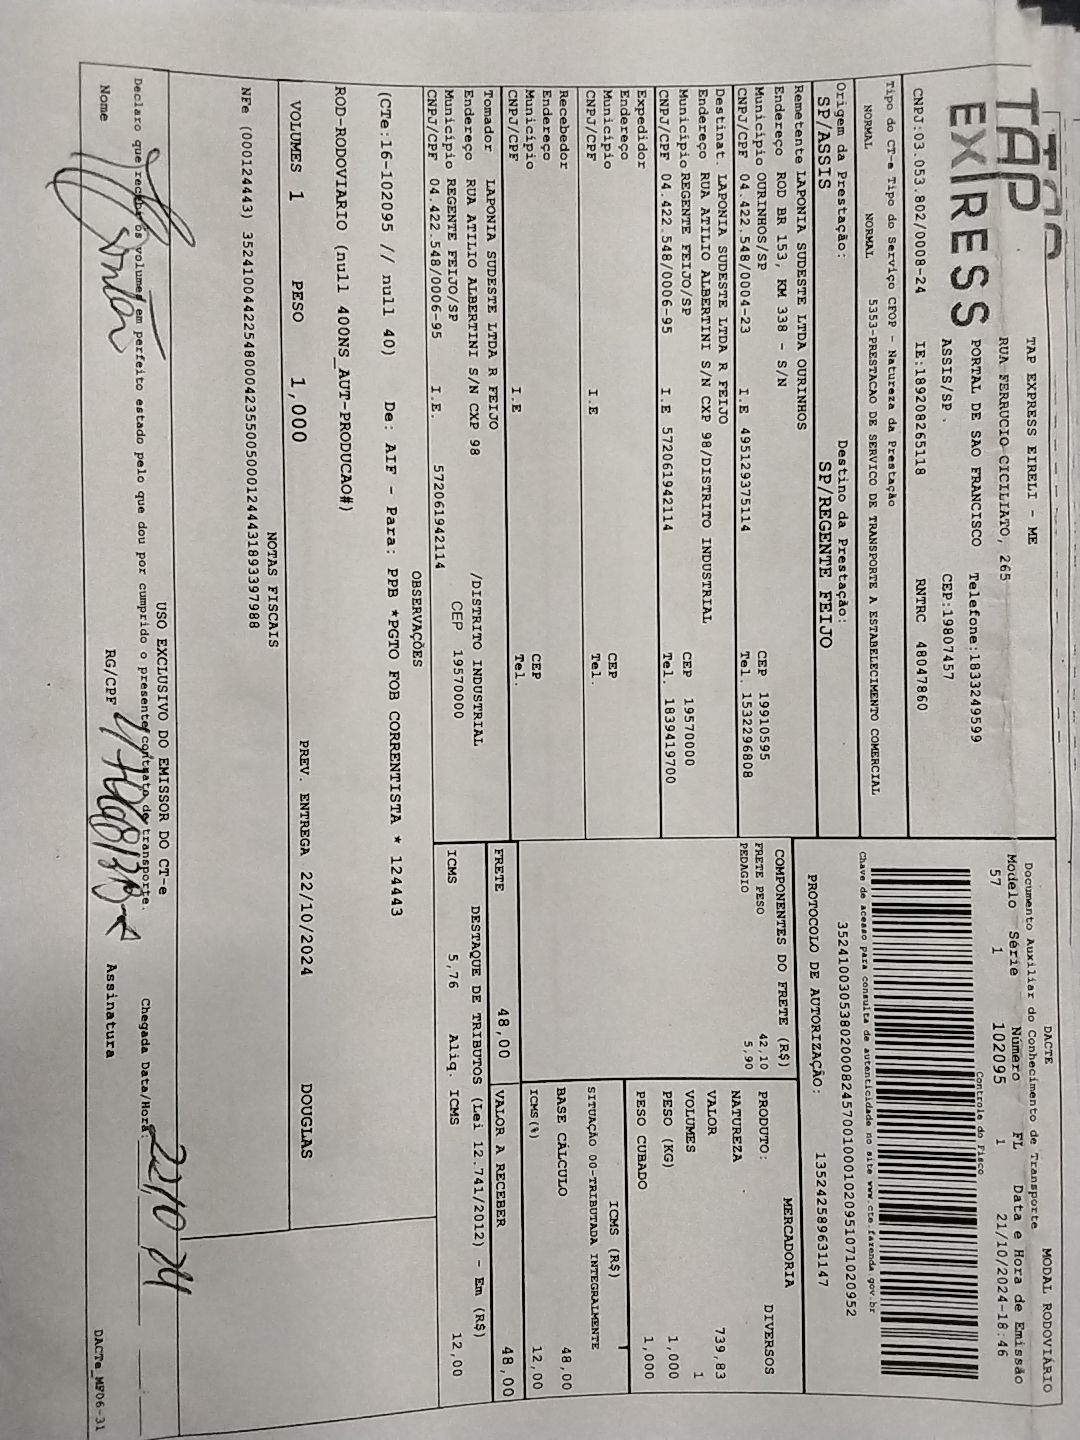 TAP
EXPRESS
TAP EXPRESS EIRELI - ME
RUA FERRUCIO CICILIATO, 265
PORTAL DE SAO FRANCISCO Telefone:1833249599
ASSIS/SP. CEP:19807457
CNPJ:03.053.802/0008-24 IE:189208265118 RNTRC 48047860
DACTE MODAL RODOVIÁRIO
Documento Auxiliar do Conhecimento de Transporte
Modelo Série Número FL Data e Hora de Emissão
57 1 102095 1 21/10/2024-18:46
Controle do Fisco
Chave de acesso para consulta de autenticidade no site www.cte.fazenda.gov.br
35241003053802000824570010001020951071020952
PROTOCOLO DE AUTORIZAÇÃO: 135242589631147
Tipo do CT-e Tipo do Serviço CFOP - Natureza da Prestação
NORMAL NORMAL 5353-PRESTACAO DE SERVICO DE TRANSPORTE A ESTABELECIMENTO COMERCIAL
Origem da Prestação: Destino da Prestação:
SP/ASSIS SP/REGENTE FEIJO
Remetente LAPONIA SUDESTE LTDA OURINHOS
Endereço ROD BR 153, KM 338 - S/N
Município OURINHOS/SP CEP 19910595
CNPJ/CPF 04.422.548/0004-23 I.E 495129375114 Tel. 1532296808
Destinat. LAPONIA SUDESTE LTDA R FEIJO
Endereço RUA ATILIO ALBERTINI S/N CXP 98/DISTRITO INDUSTRIAL
Município REGENTE FEIJO/SP CEP 19570000
CNPJ/CPF 04.422.548/0006-95 I.E 572061942114 Tel. 1839419700
Expedidor
Endereço
Município CEP
CNPJ/CPF I.E Tel.
Recebedor
Endereço
Município CEP
CNPJ/CPF I.E Tel.
Tomador LAPONIA SUDESTE LTDA R FEIJO
Endereço RUA ATILIO ALBERTINI S/N CXP 98 /DISTRITO INDUSTRIAL
Município REGENTE FEIJO/SP CEP 19570000
CNPJ/CPF 04.422.548/0006-95 I.E. 572061942114
COMPONENTES DO FRETE (R$)
FRETE PESO 42,10
PEDAGIO 5,90
MERCADORIA
PRODUTO: DIVERSOS
NATUREZA
VALOR 739,83
VOLUMES 1
PESO (KG) 1,000
PESO CUBADO 1,000
ICMS (R$)
SITUAÇÃO 00-TRIBUTADA INTEGRALMENTE
BASE CÁLCULO 48,00
ICMS(%) 12,00
FRETE 48,00 VALOR A RECEBER 48,00
DESTAQUE DE TRIBUTOS (Lei 12.741/2012) - Em (R$)
ICMS 5,76 Aliq. ICMS 12,00
OBSERVAÇÕES
(CTe:16-102095 // null 40) De: AIF - Para: PPB *PGTO FOB CORRENTISTA * 124443
ROD-RODOVIARIO (null 400NS_AUT-PRODUCAO#)
VOLUMES 1 PESO 1,000 PREV. ENTREGA 22/10/2024 DOUGLAS
NOTAS FISCAIS
NFe (000124443) 35241004422548000423550050001244431893397988
USO EXCLUSIVO DO EMISSOR DO CT-e
Declaro que recebi os volumes em perfeito estado pelo que dou por cumprido o presente contrato de transporte. Chegada Data/Hora: 22/10 24
Nome RG/CPF Assinatura
DACTe_MF06-31